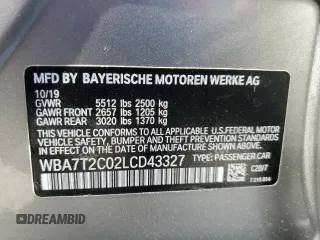 MFD BY BAYERISCHE MOTOREN WERKE AG
10/19
GVWR 5512 lbs 2500 kg
GAWR FRONT 2657 lbs 1205 kg
GAWR REAR 3020 lbs 1370 kg
THIS VEHICLE CONFORMS TO ALL APPLICABLE
FEDERAL MOTOR VEHICLE SAFETY, BUMPER,
AND THEFT PREVENTION STANDARDS IN EFFECT
ON THE DATE OF MANUFACTURE SHOWN ABOVE.
WBA7T2C02LCD43327 TYPE: PASSENGER CAR
DREAMBID